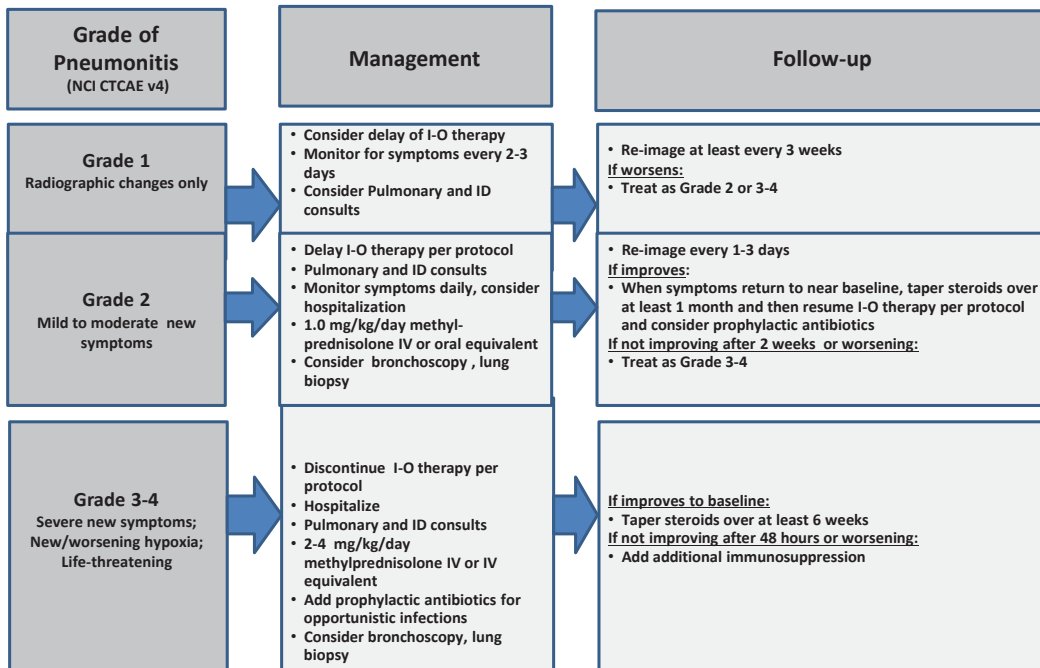 Grade of
Pneumonitis
(NCI CTCAE v4)
Management
Follow-up
Grade 1
Radiographic changes only
• Consider delay of I-O therapy
• Monitor for symptoms every 2-3
days
• Consider Pulmonary and ID
consults
• Re-image at least every 3 weeks
If worsens:
• Treat as Grade 2 or 3-4
Grade 2
Mild to moderate new
symptoms
• Delay I-O therapy per protocol
• Pulmonary and ID consults
• Monitor symptoms daily, consider
hospitalization
• 1.0 mg/kg/day methyl-
prednisolone IV or oral equivalent
• Consider bronchoscopy , lung
biopsy
• Re-image every 1-3 days
If improves:
• When symptoms return to near baseline, taper steroids over
at least 1 month and then resume I-O therapy per protocol
and consider prophylactic antibiotics
If not improving after 2 weeks or worsening:
• Treat as Grade 3-4
Grade 3-4
Severe new symptoms;
New/worsening hypoxia;
Life-threatening
• Discontinue I-O therapy per
protocol
• Hospitalize
• Pulmonary and ID consults
• 2-4 mg/kg/day
methylprednisolone IV or IV
equivalent
• Add prophylactic antibiotics for
opportunistic infections
• Consider bronchoscopy, lung
biopsy
If improves to baseline:
• Taper steroids over at least 6 weeks
If not improving after 48 hours or worsening:
• Add additional immunosuppression